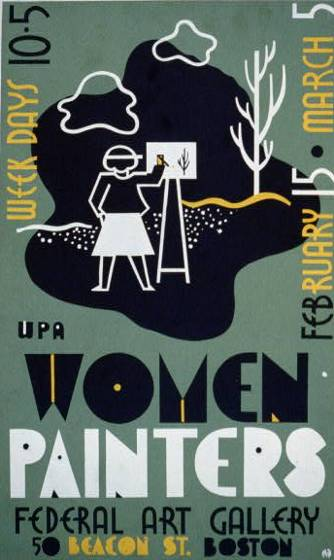 WEEK DAYS 10·5
FEBRUARY 15 • MARCH 5
WPA
WOMEN
PAINTERS
FEDERAL ART GALLERY
50 BEACON ST. BOSTON